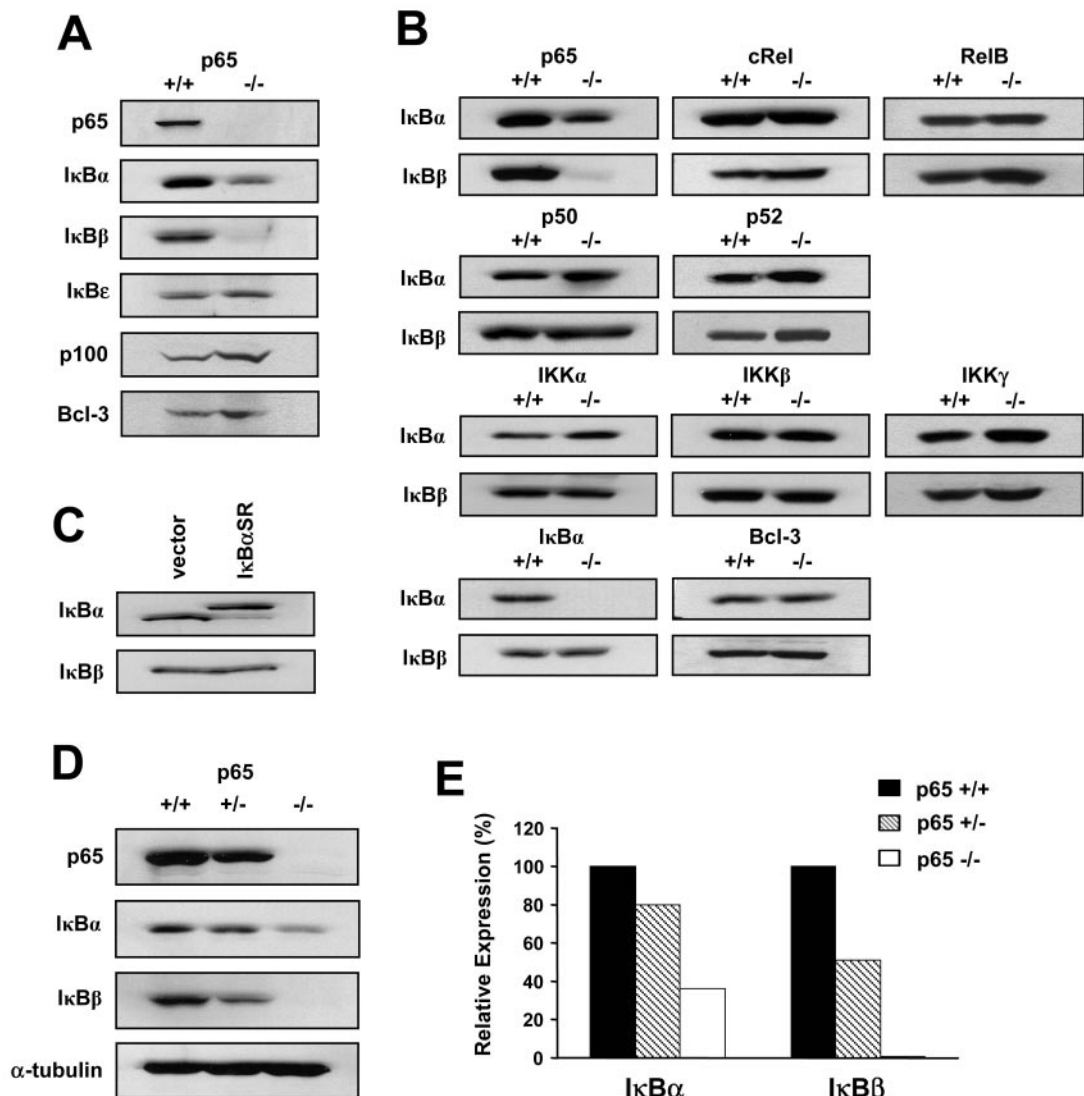 A
p65
+/+ -/-
p65
IκBα
IκBβ
IκBε
p100
Bcl-3
B
p65 cRel RelB
+/+ -/- +/+ -/- +/+ -/-
IκBα
IκBβ
p50 p52
+/+ -/- +/+ -/-
IκBα
IκBβ
IKKα IKKβ IKKγ
+/+ -/- +/+ -/- +/+ -/-
IκBα
IκBβ
IκBα Bcl-3
+/+ -/- +/+ -/-
IκBα
IκBβ
C
vector
IκBαSR
IκBα
IκBβ
D
p65
+/+ +/- -/-
p65
IκBα
IκBβ
α-tubulin
E
p65 +/+
p65 +/-
p65 -/-
Relative Expression (%)
120
100
80
60
40
20
0
IκBα IκBβ